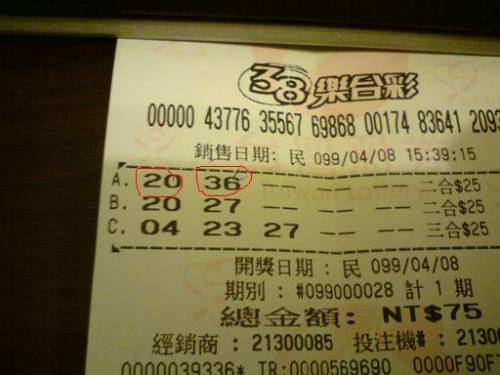 38樂合彩
00000 43776 35567 69868 00174 83641 2093
銷售日期: 民 099/04/08 15:39:15
A. 20 36 -- -- -- 二合$25
B. 20 27 -- -- -- 二合$25
C. 04 23 27 -- -- 三合$25
開獎日期 : 民 099/04/08
期別 : #099000028 計 1 期
總金額: NT$75
經銷商 : 21300085 投注機# : 21300
0000039336* TR:0000569690 0000F90F